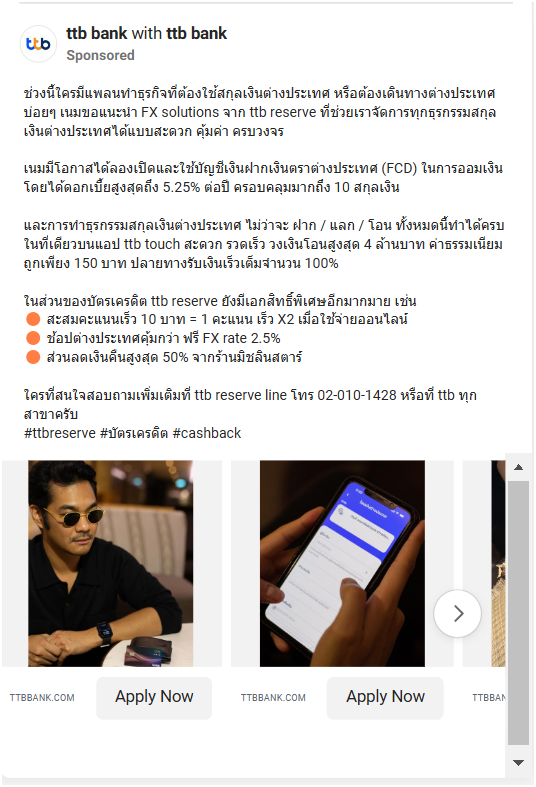 ttb bank with ttb bank
ttb
Sponsored
ช่วงนี้ใครมีแพลนทำธุรกิจที่ต้องใช้สกุลเงินต่างประเทศ หรือต้องเดินทางต่างประเทศ
บ่อยๆ เนมขอแนะนำ FX solutions จาก ttb reserve ที่ช่วยเราจัดการทุกธุรกรรมสกุล
เงินต่างประเทศได้แบบสะดวก คุ้มค่า ครบวงจร
เนมมีโอกาสได้ลองเปิดและใช้บัญชีเงินฝากเงินตราต่างประเทศ (FCD) ในการออมเงิน
โดยได้ดอกเบี้ยสูงสุดถึง 5.25% ต่อปี ครอบคลุมมากถึง 10 สกุลเงิน
และการทำธุรกรรมสกุลเงินต่างประเทศ ไม่ว่าจะ ฝาก / แลก / โอน ทั้งหมดนี้ทำได้ครบ
ในที่เดียวบนแอป ttb touch สะดวก รวดเร็ว วงเงินโอนสูงสุด 4 ล้านบาท ค่าธรรมเนียม
ถูกเพียง 150 บาท ปลายทางรับเงินเร็วเต็มจำนวน 100%
ในส่วนของบัตรเครดิต ttb reserve ยังมีเอกสิทธิ์พิเศษอีกมากมาย เช่น
🟠 สะสมคะแนนเร็ว 10 บาท = 1 คะแนน เร็ว X2 เมื่อใช้จ่ายออนไลน์
🟠 ช้อปต่างประเทศคุ้มกว่า ฟรี FX rate 2.5%
🟠 ส่วนลดเงินคืนสูงสุด 50% จากร้านมิชลินสตาร์
ใครที่สนใจสอบถามเพิ่มเติมที่ ttb reserve line โทร 02-010-1428 หรือที่ ttb ทุก
สาขาครับ
#ttbreserve #บัตรเครดิต #cashback
TTBBANK.COM Apply Now TTBBANK.COM Apply Now TTBBAN